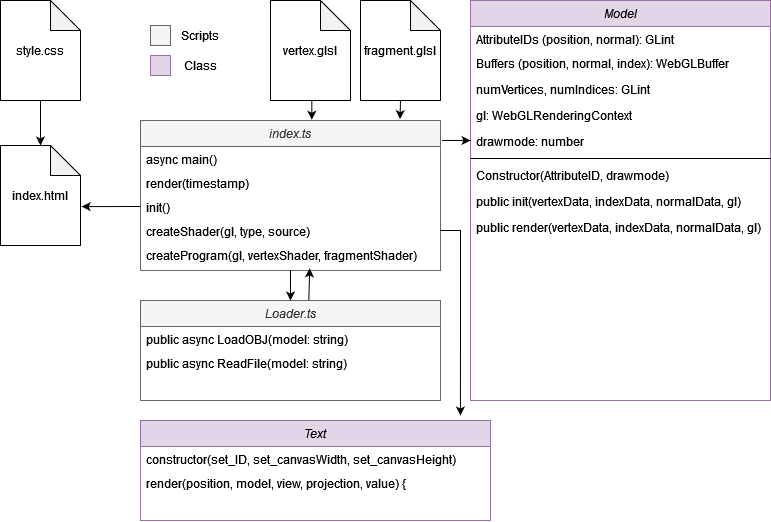 style.css
Scripts
Class
vertex.glsl
fragment.glsl
index.html
index.ts
async main()
render(timestamp)
init()
createShader(gl, type, source)
createProgram(gl, vertexShader, fragmentShader)
Loader.ts
public async LoadOBJ(model: string)
public async ReadFile(model: string)
Model
AttributeIDs (position, normal): GLint
Buffers (position, normal, index): WebGLBuffer
numVertices, numIndices: GLint
gl: WebGLRenderingContext
drawmode: number
Constructor(AttributeID, drawmode)
public init(vertexData, indexData, normalData, gl)
public render(vertexData, indexData, normalData, gl)
Text
constructor(set_ID, set_canvasWidth, set_canvasHeight)
render(position, model, view, projection, value) {